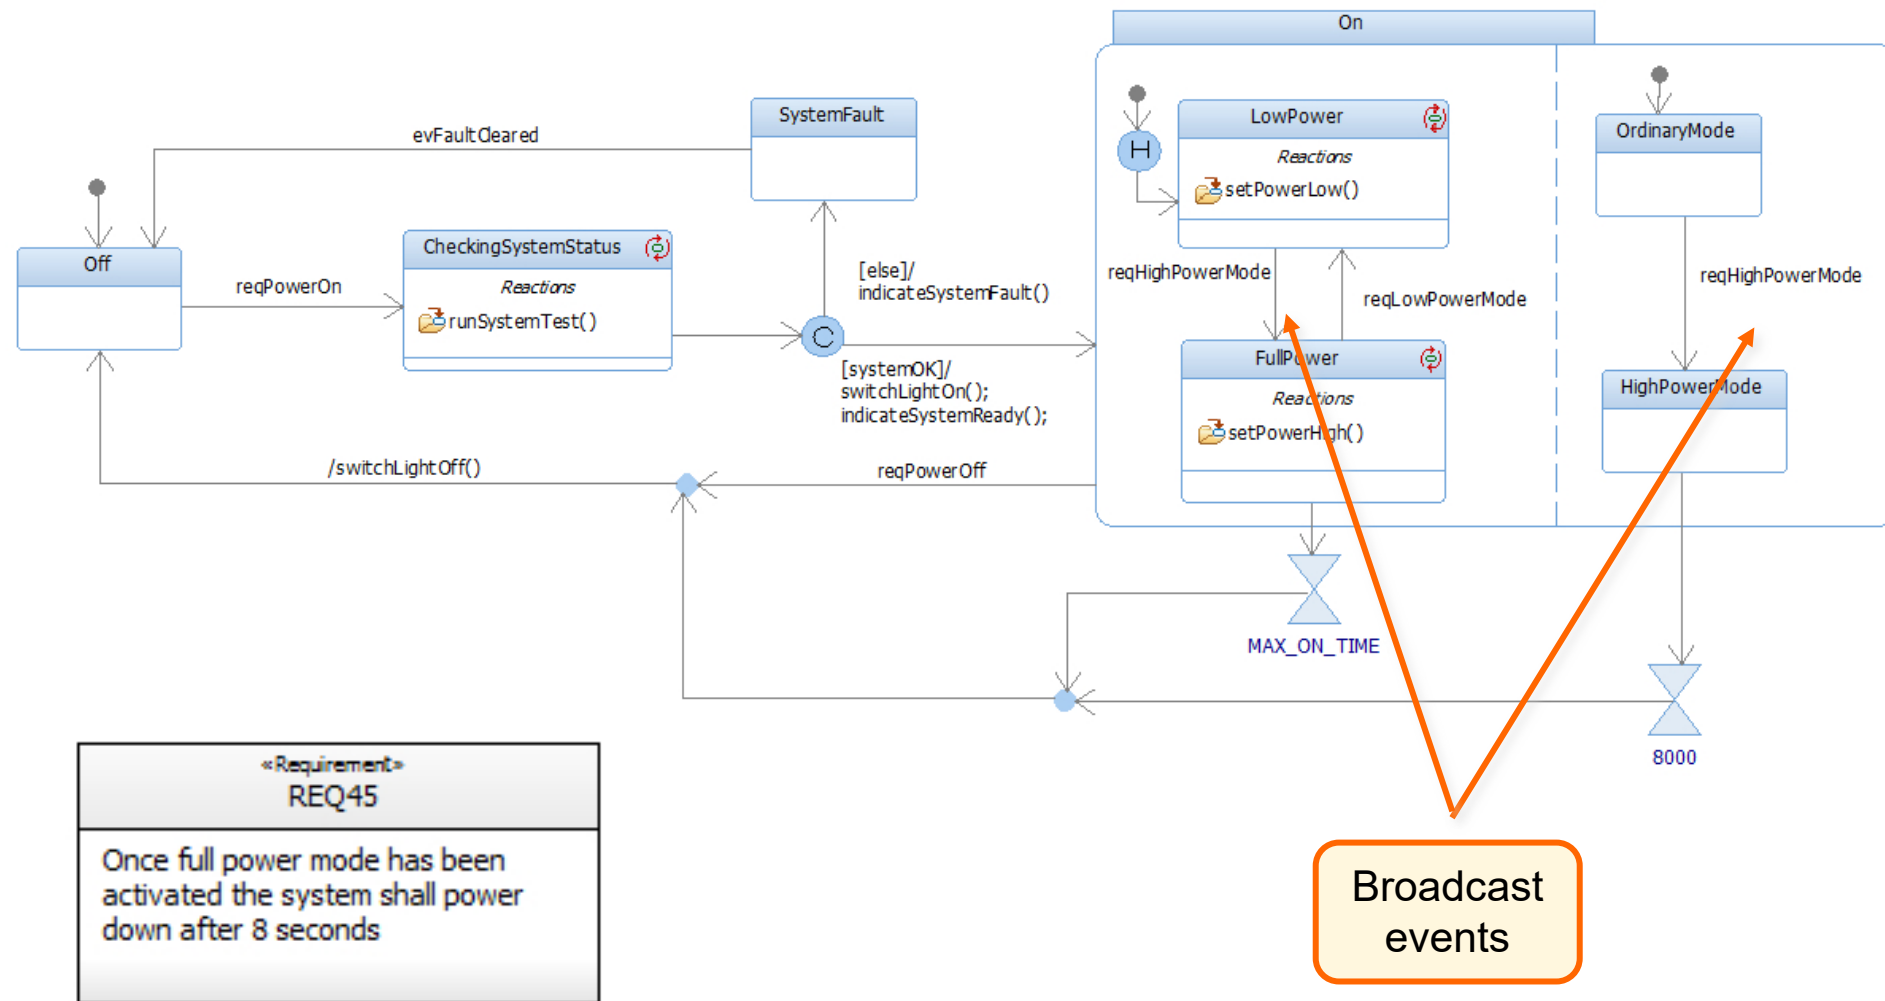 On
SystemFault
evFaultCleared
LowPower
Reactions
setPowerLow()
H
OrdinaryMode
Off
reqPowerOn
CheckingSystemStatus
Reactions
runSystemTest()
[else]/
indicateSystemFault()
C
[systemOK]/
switchLightOn();
indicateSystemReady();
reqHighPowerMode
reqLowPowerMode
reqHighPowerMode
FullPower
Reactions
setPowerHigh()
HighPowerMode
/switchLightOff()
reqPowerOff
MAX_ON_TIME
8000
«Requirement»
REQ45
Once full power mode has been
activated the system shall power
down after 8 seconds
Broadcast
events